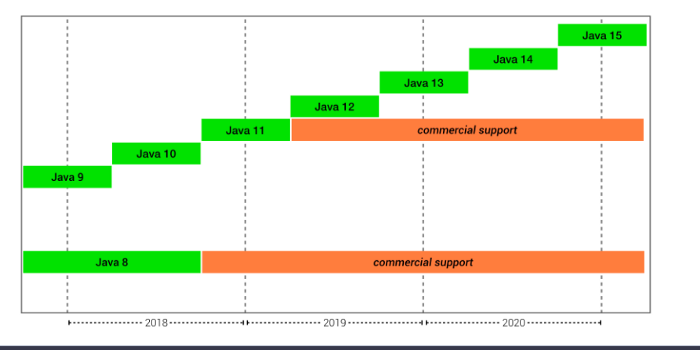 Java 15
Java 14
Java 13
Java 12
Java 11 commercial support
Java 10
Java 9
Java 8 commercial support
2018 2019 2020